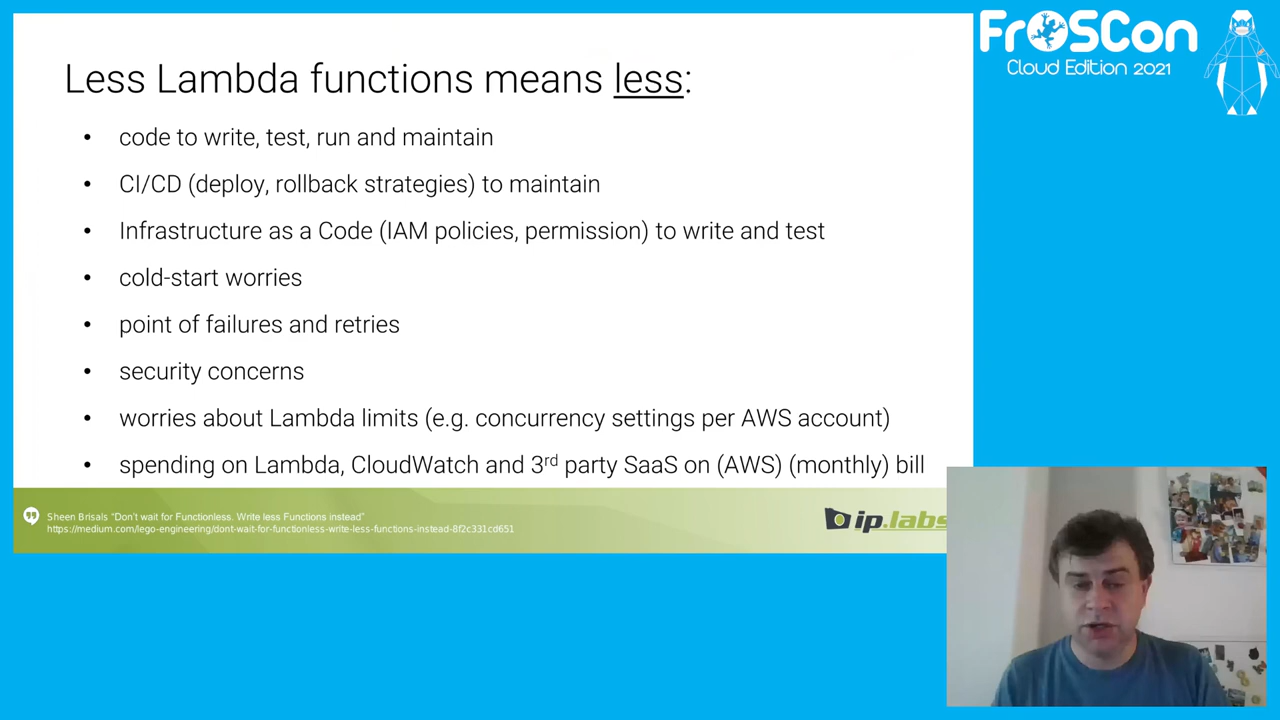 FrOSCon
Cloud Edition 2021
Less Lambda functions means less:
• code to write, test, run and maintain
• CI/CD (deploy, rollback strategies) to maintain
• Infrastructure as a Code (IAM policies, permission) to write and test
• cold-start worries
• point of failures and retries
• security concerns
• worries about Lambda limits (e.g. concurrency settings per AWS account)
• spending on Lambda, CloudWatch and 3rd party SaaS on (AWS) (monthly) bill
Sheen Brisals “Don’t wait for Functionless. Write less Functions instead”
https://medium.com/lego-engineering/dont-wait-for-functionless-write-less-functions-instead-8f2c331cd651
ip.labs